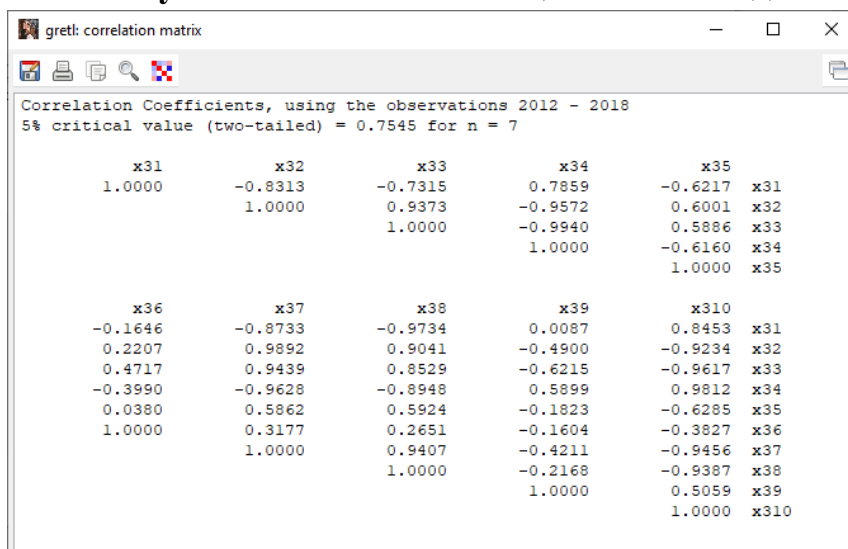 gretl: correlation matrix
Correlation Coefficients, using the observations 2012 - 2018
5% critical value (two-tailed) = 0.7545 for n = 7
x31 x32 x33 x34 x35
1.0000 -0.8313 -0.7315 0.7859 -0.6217 x31
1.0000 0.9373 -0.9572 0.6001 x32
1.0000 -0.9940 0.5886 x33
1.0000 -0.6160 x34
1.0000 x35
x36 x37 x38 x39 x310
-0.1646 -0.8733 -0.9734 0.0087 0.8453 x31
0.2207 0.9892 0.9041 -0.4900 -0.9234 x32
0.4717 0.9439 0.8529 -0.6215 -0.9617 x33
-0.3990 -0.9628 -0.8948 0.5899 0.9812 x34
0.0380 0.5862 0.5924 -0.1823 -0.6285 x35
1.0000 0.3177 0.2651 -0.1604 -0.3827 x36
1.0000 0.9407 -0.4211 -0.9456 x37
1.0000 -0.2168 -0.9387 x38
1.0000 0.5059 x39
1.0000 x310